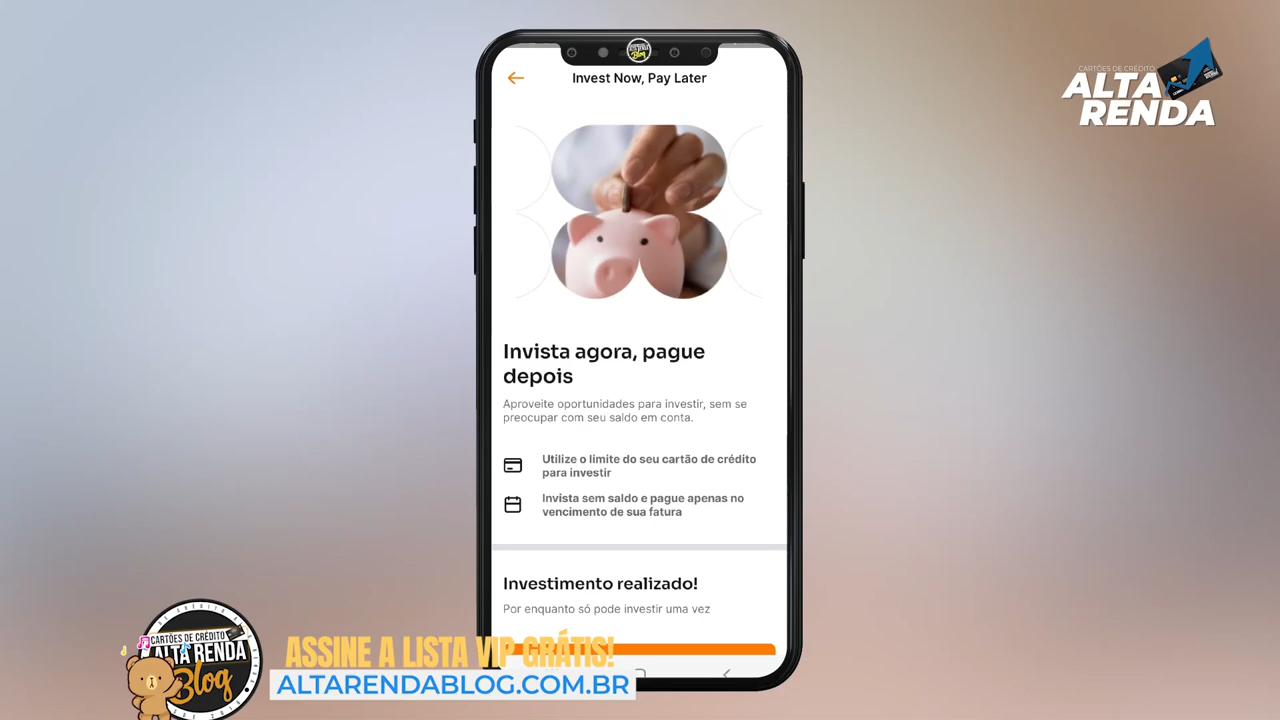 Invest Now, Pay Later
CARTÕES DE CRÉDITO
ALTA
RENDA
Invista agora, pague
depois
Aproveite oportunidades para investir, sem se
preocupar com seu saldo em conta.
Utilize o limite do seu cartão de crédito
para investir
Invista sem saldo e pague apenas no
vencimento de sua fatura
Investimento realizado!
Por enquanto só pode investir uma vez
CARTÕES DE CRÉDITO
ALTA RENDA
Blog
ASSINE A LISTA VIP GRÁTIS!
ALTARENDABLOG.COM.BR